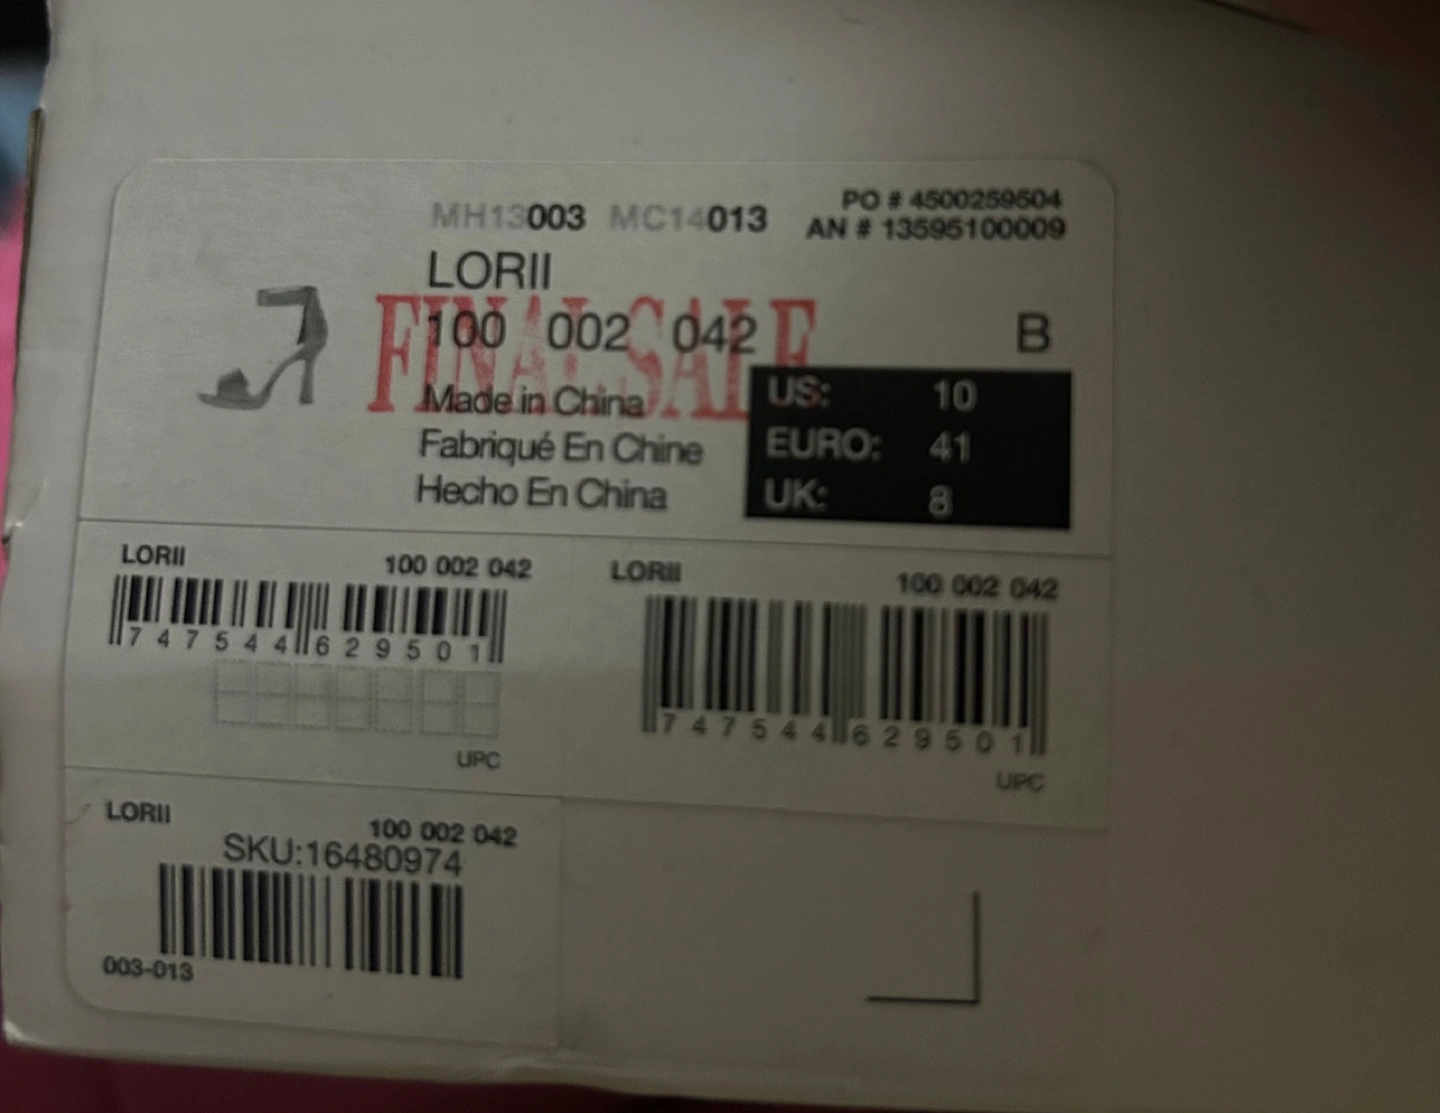 MH13003 MC14013
PO # 4500259504
AN # 13595100009
LORII
FINAL SALE
100 002 042
B
Made in China
Fabriqué En Chine
Hecho En China
US: 10
EURO: 41
UK: 8
LORII 100 002 042
7 47544 62950 1
UPC
LORII 100 002 042
7 47544 62950 1
UPC
LORII 100 002 042
SKU:16480974
003-013